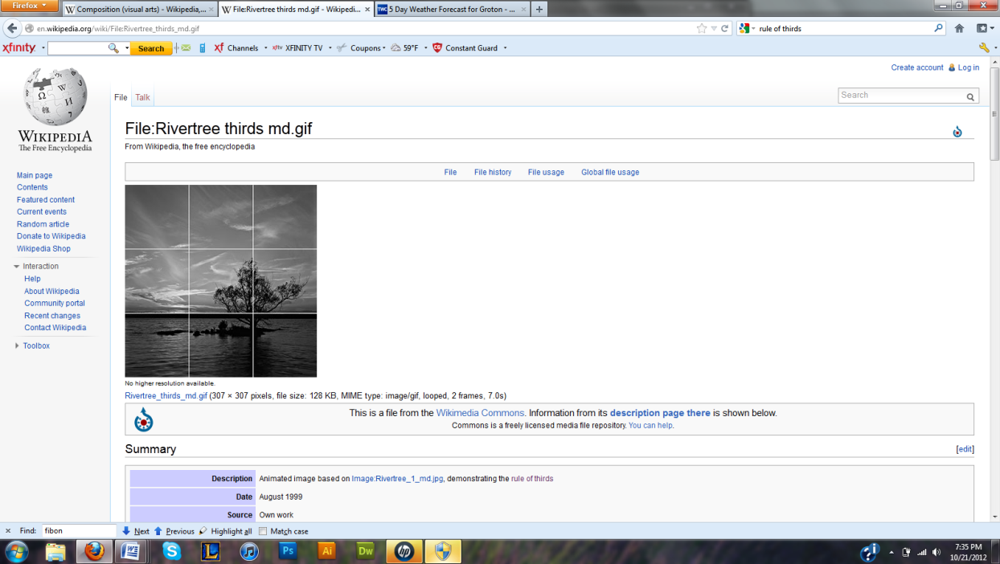 Firefox
Composition (visual arts) - Wikipedia,...
File:Rivertree thirds md.gif - Wikipedi...
TWC 5 Day Weather Forecast for Groton - ...
en.wikipedia.org/wiki/File:Rivertree_thirds_md.gif
rule of thirds
xfinity.
Search
xf Channels
xftv XFINITY TV
Coupons
59°F
CG Constant Guard
Create account Log in
File Talk
Search
WIKIPEDIA
The Free Encyclopedia
File:Rivertree thirds md.gif
From Wikipedia, the free encyclopedia
Main page
Contents
Featured content
Current events
Random article
Donate to Wikipedia
Wikipedia Shop
Interaction
Help
About Wikipedia
Community portal
Recent changes
Contact Wikipedia
Toolbox
File File history File usage Global file usage
No higher resolution available.
Rivertree_thirds_md.gif (307 × 307 pixels, file size: 128 KB, MIME type: image/gif, looped, 2 frames, 7.0s)
This is a file from the Wikimedia Commons. Information from its description page there is shown below.
Commons is a freely licensed media file repository. You can help.
Summary [edit]
Description Animated image based on Image:Rivertree_1_md.jpg, demonstrating the rule of thirds
Date August 1999
Source Own work
Find: fibon Next Previous Highlight all Match case
W S L Ps Ai Dw hp
7:35 PM
10/21/2012